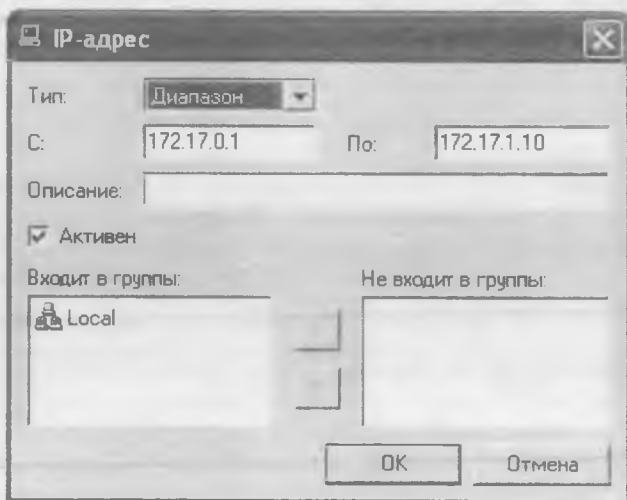 IP-адрес
Тип: Диапазон
С: 172.17.0.1 По: 172.17.1.10
Описание:
Активен
Входит в группы: Не входит в группы:
Local
OK Отмена